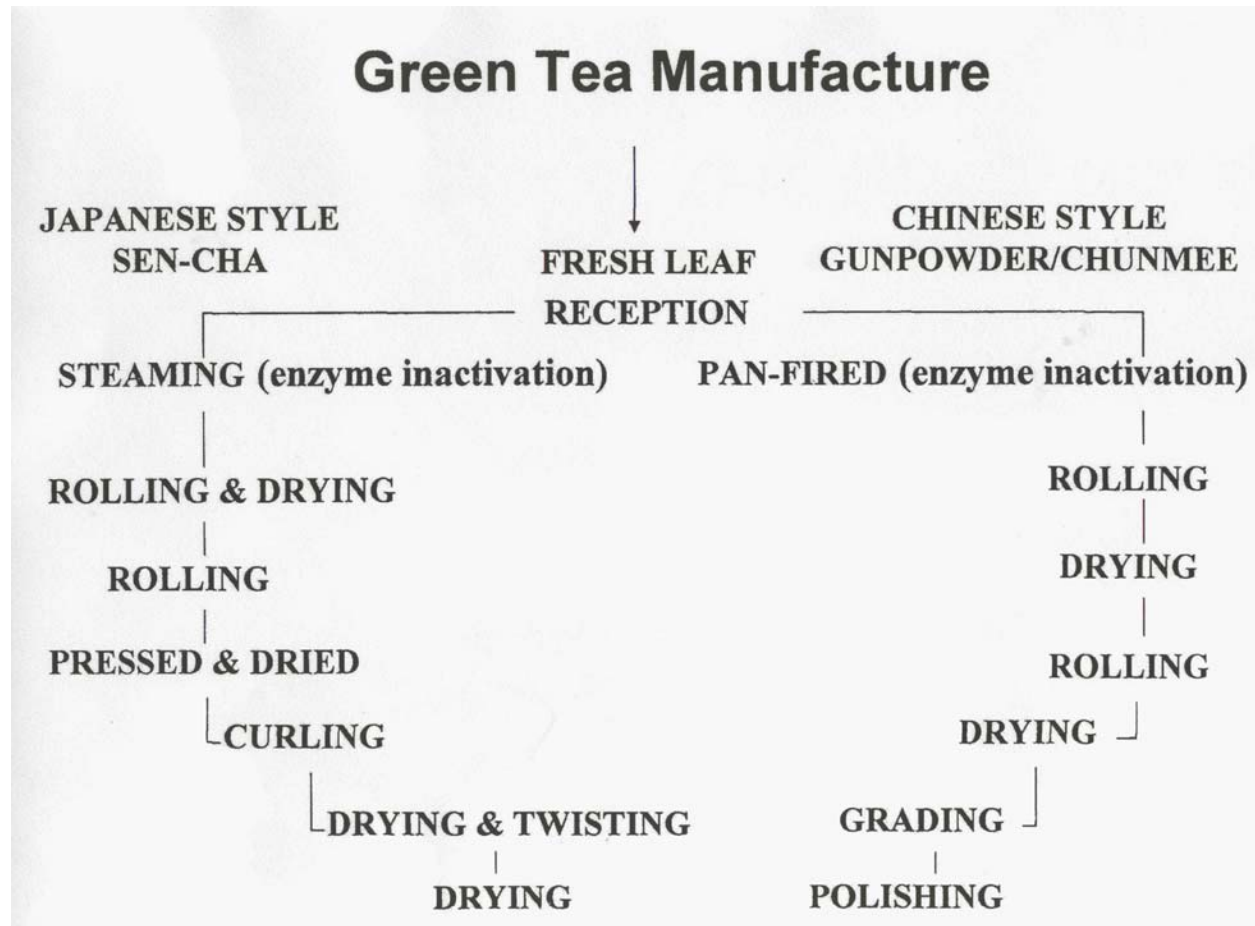 Green Tea Manufacture
JAPANESE STYLE
SEN-CHA
CHINESE STYLE
GUNPOWDER/CHUNMEE
FRESH LEAF
RECEPTION
STEAMING (enzyme inactivation)
ROLLING & DRYING
ROLLING
PRESSED & DRIED
CURLING
DRYING & TWISTING
DRYING
PAN-FIRED (enzyme inactivation)
ROLLING
DRYING
ROLLING
DRYING
GRADING
POLISHING